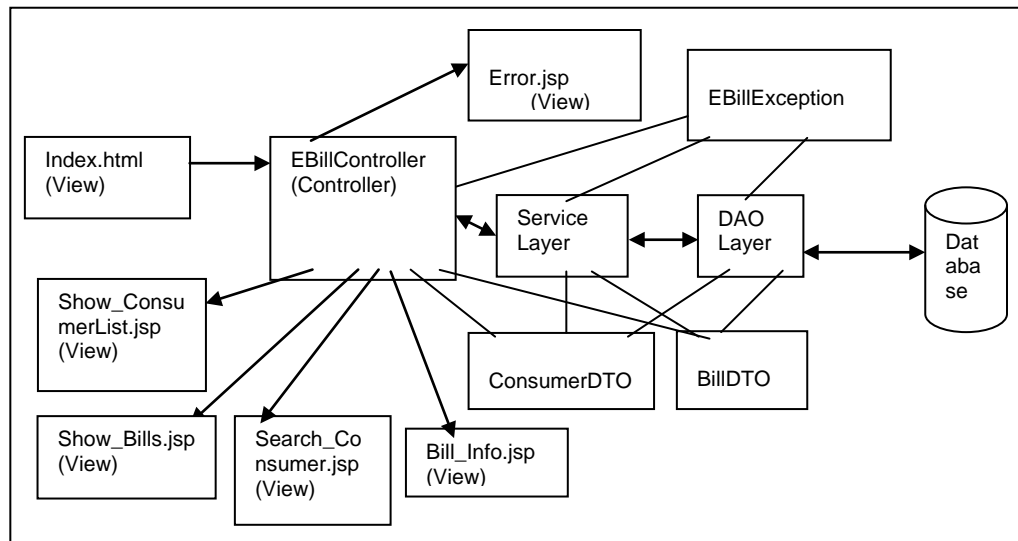 Error.jsp
(View)
EBillException
Index.html
(View)
EBillController
(Controller)
Service
Layer
DAO
Layer
Dat
aba
se
Show_Consu
merList.jsp
(View)
ConsumerDTO
BillDTO
Show_Bills.jsp
(View)
Search_Co
nsumer.jsp
(View)
Bill_Info.jsp
(View)